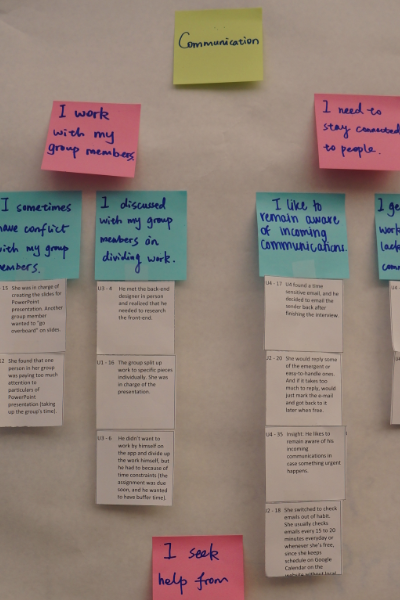 Communication
I work
with my
group members
I need to
stay connected
to people.
I sometimes
have conflict
with my group
members.
I discussed
with my group
members on
dividing work.
I like to
remain aware
of incoming
communications.
I ge
work
lack
com
15 She was in charge of
creating the slides for
PowerPoint
presentation. Another
group member
wanted to "go
overboard" on slides.
12 She found that one
person in her group
was paying too much
attention to
particulars of
PowerPoint
presentation (taking
up the group's time).
U3 - 4 He met the back-end
designer in person
and realized that he
needed to research
the front-end.
U1 - 16 The group split up
work to specific pieces
individually. She was
in charge of the
presentation.
U3 - 6 He didn't want to
work by himself on
the app and divide up
the work himself, but
he had to because of
time constraints (the
assignment was due
soon, and he wanted
to have buffer time)
U4 - 17 U4 found a time
sensitive email, and he
decided to email the
sender back after
finishing the interview.
U2 - 20 She would reply some
of the emergent or
easy-to-handle ones.
And if it takes too
much to reply, would
just mark the e-mail
and got back to it
later when free.
U4 - 35 Insight: He likes to
remain aware of his
incoming
communications in
case something urgent
happens.
U2 - 18 She switched to check
emails out of habit.
She usually checks
emails every 15 to 20
minutes everyday or
whenever she's free,
since she keeps
schedule on Google
Calendar on the
I seek
help from